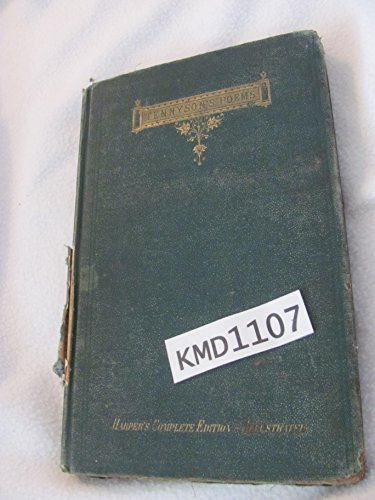 TENNYSON'S POEMS
KMD1107
HARPER'S COMPLETE EDITION - ILLUSTRATED